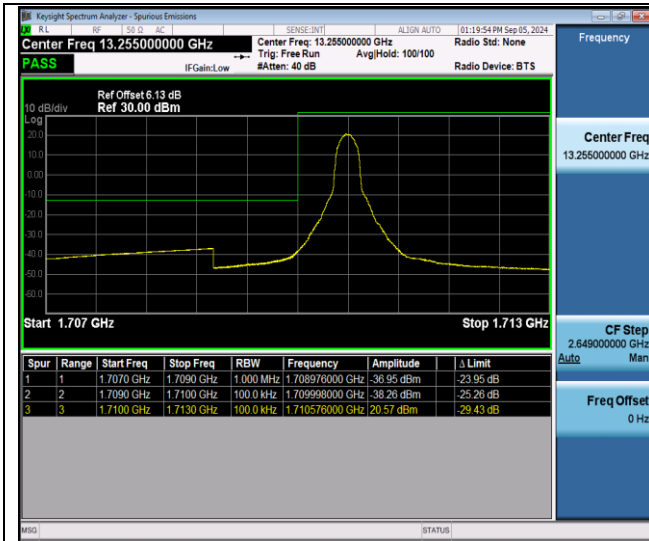 Keysight Spectrum Analyzer - Spurious Emissions
RL RF 50 Ω AC SENSE:INT ALIGN AUTO 01:19:54 PM Sep 05, 2024
Center Freq 13.255000000 GHz Center Freq: 13.255000000 GHz Radio Std: None Frequency
Trig: Free Run Avg|Hold: 100/100
PASS IFGain:Low #Atten: 40 dB Radio Device: BTS
Ref Offset 6.13 dB
10 dB/div Ref 30.00 dBm
Log
20.0
10.0
0.00
-10.0
-20.0
-30.0
-40.0
-50.0
-60.0
Start 1.707 GHz Stop 1.713 GHz
Spur Range Start Freq Stop Freq RBW Frequency Amplitude Δ Limit
1 1 1.7070 GHz 1.7090 GHz 1.000 MHz 1.708976000 GHz -36.95 dBm -23.95 dB
2 2 1.7090 GHz 1.7100 GHz 100.0 kHz 1.709998000 GHz -38.26 dBm -25.26 dB
3 3 1.7100 GHz 1.7130 GHz 100.0 kHz 1.710576000 GHz 20.57 dBm -29.43 dB
Center Freq
13.255000000 GHz
CF Step
2.649000000 GHz
Auto Man
Freq Offset
0 Hz
MSG STATUS